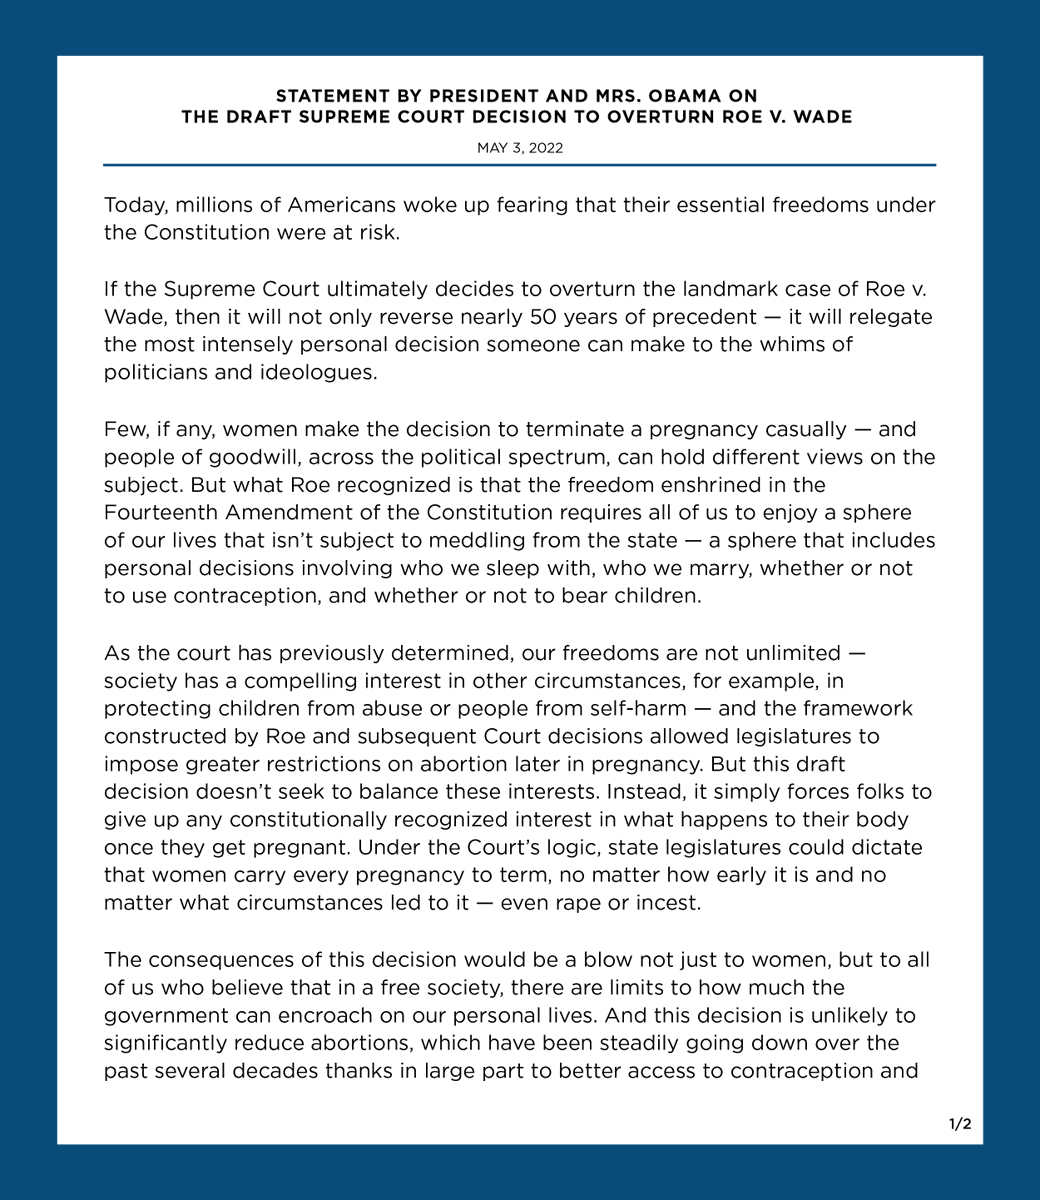 STATEMENT BY PRESIDENT AND MRS. OBAMA ON
THE DRAFT SUPREME COURT DECISION TO OVERTURN ROE V. WADE
MAY 3, 2022
Today, millions of Americans woke up fearing that their essential freedoms under
the Constitution were at risk.
If the Supreme Court ultimately decides to overturn the landmark case of Roe v.
Wade, then it will not only reverse nearly 50 years of precedent — it will relegate
the most intensely personal decision someone can make to the whims of
politicians and ideologues.
Few, if any, women make the decision to terminate a pregnancy casually — and
people of goodwill, across the political spectrum, can hold different views on the
subject. But what Roe recognized is that the freedom enshrined in the
Fourteenth Amendment of the Constitution requires all of us to enjoy a sphere
of our lives that isn’t subject to meddling from the state — a sphere that includes
personal decisions involving who we sleep with, who we marry, whether or not
to use contraception, and whether or not to bear children.
As the court has previously determined, our freedoms are not unlimited —
society has a compelling interest in other circumstances, for example, in
protecting children from abuse or people from self-harm — and the framework
constructed by Roe and subsequent Court decisions allowed legislatures to
impose greater restrictions on abortion later in pregnancy. But this draft
decision doesn’t seek to balance these interests. Instead, it simply forces folks to
give up any constitutionally recognized interest in what happens to their body
once they get pregnant. Under the Court’s logic, state legislatures could dictate
that women carry every pregnancy to term, no matter how early it is and no
matter what circumstances led to it — even rape or incest.
The consequences of this decision would be a blow not just to women, but to all
of us who believe that in a free society, there are limits to how much the
government can encroach on our personal lives. And this decision is unlikely to
significantly reduce abortions, which have been steadily going down over the
past several decades thanks in large part to better access to contraception and
1/2